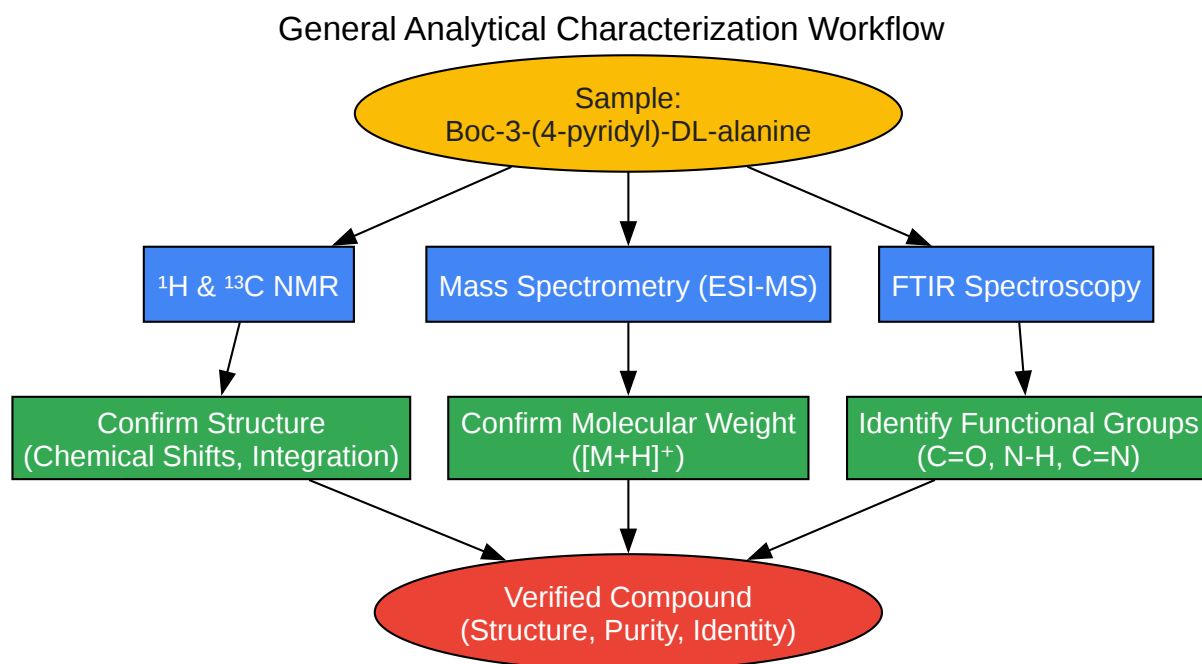 General Analytical Characterization Workflow
Sample:
Boc-3-(4-pyridyl)-DL-alanine
¹H & ¹³C NMR
Mass Spectrometry (ESI-MS)
FTIR Spectroscopy
Confirm Structure
(Chemical Shifts, Integration)
Confirm Molecular Weight
([M+H]⁺)
Identify Functional Groups
(C=O, N-H, C=N)
Verified Compound
(Structure, Purity, Identity)